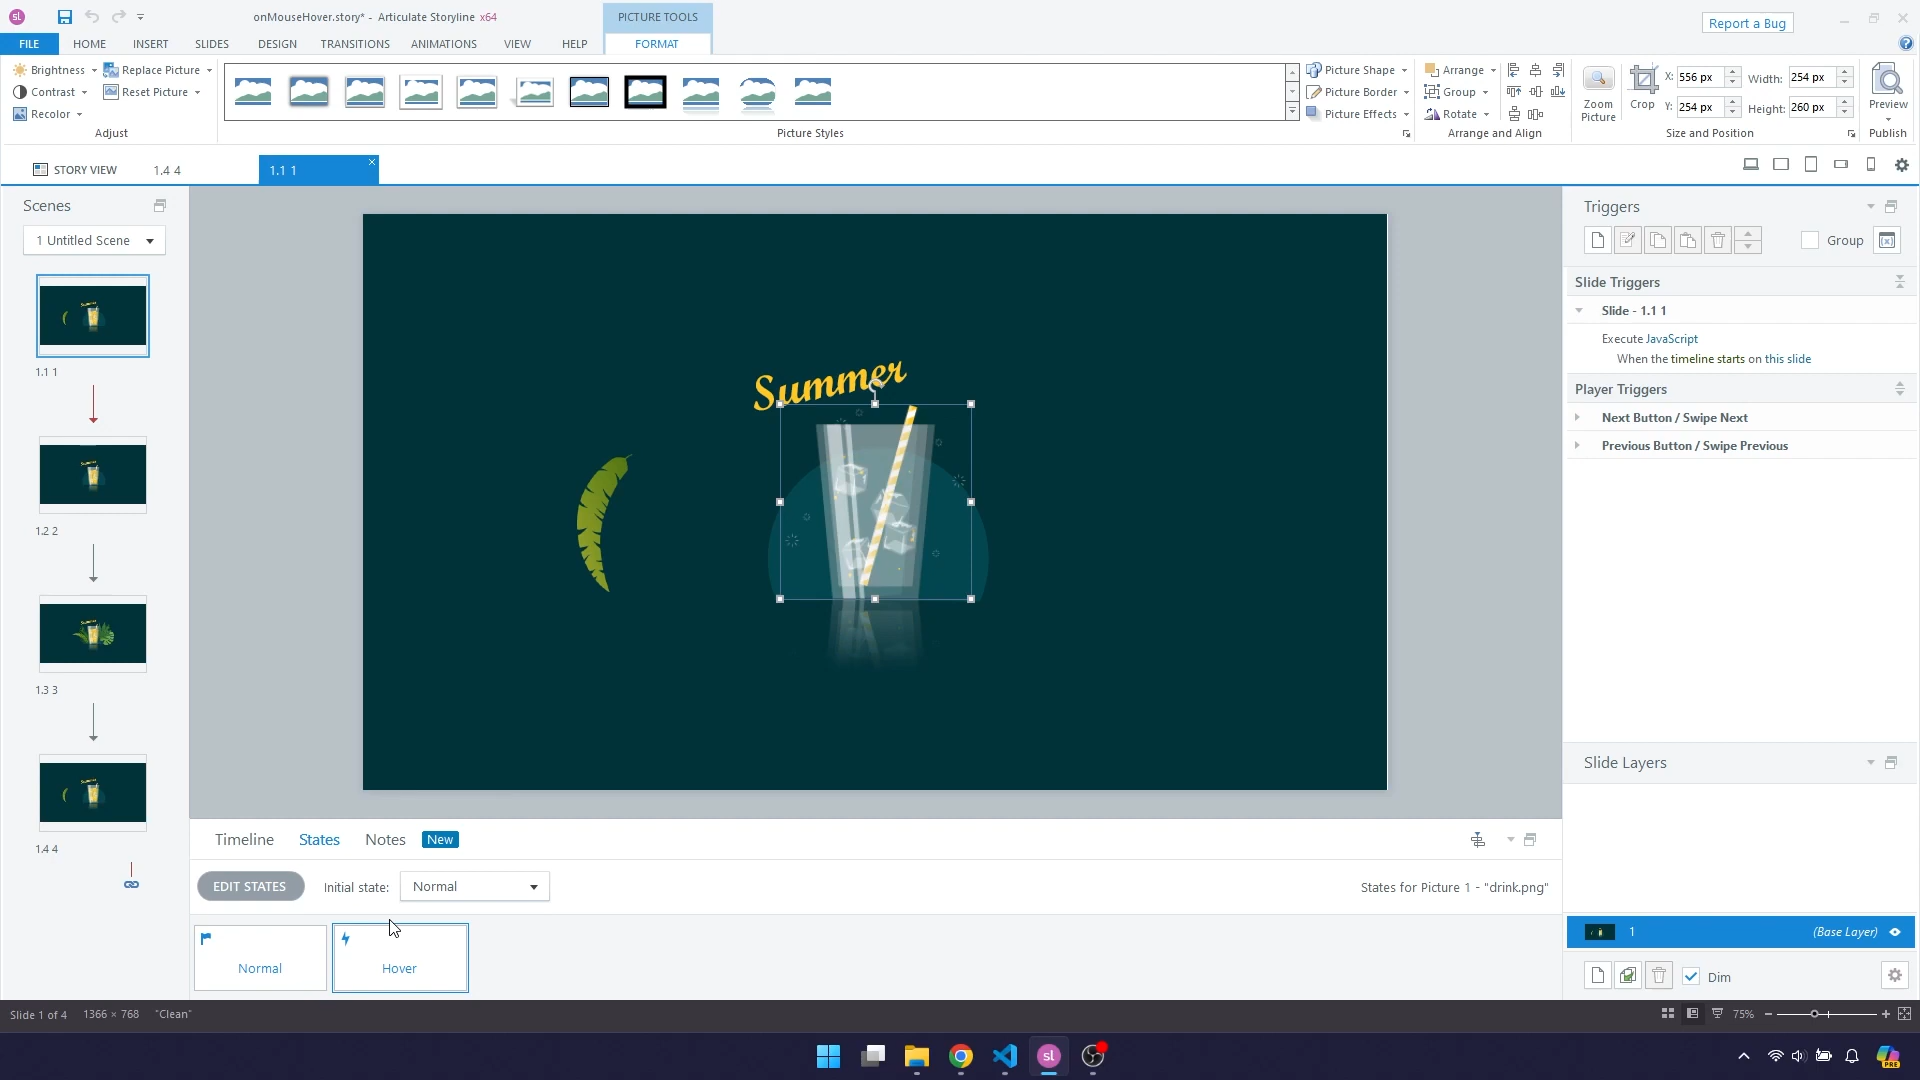 sl
onMouseHover.story* - Articulate Storyline x64
PICTURE TOOLS
Report a Bug
FILE
HOME
INSERT
SLIDES
DESIGN
TRANSITIONS
ANIMATIONS
VIEW
HELP
FORMAT
Brightness
Replace Picture
Contrast
Reset Picture
Recolor
Adjust
Picture Styles
Picture Shape
Picture Border
Picture Effects
Arrange
Group
Rotate
Arrange and Align
Zoom
Picture
Crop
X: 556 px
Width: 254 px
Y: 254 px
Height: 260 px
Size and Position
Preview
Publish
STORY VIEW
1.4 4
1.1 1
Scenes
1 Untitled Scene
1.1 1
1.2 2
1.3 3
1.4 4
Summer
Triggers
Group
Slide Triggers
Slide - 1.1 1
Execute JavaScript
When the timeline starts on this slide
Player Triggers
Next Button / Swipe Next
Previous Button / Swipe Previous
Slide Layers
1
(Base Layer)
Dim
Timeline
States
Notes
New
EDIT STATES
Initial state:
Normal
States for Picture 1 - "drink.png"
Normal
Hover
Slide 1 of 4
1366 × 768
"Clean"
75%
sl
PRE